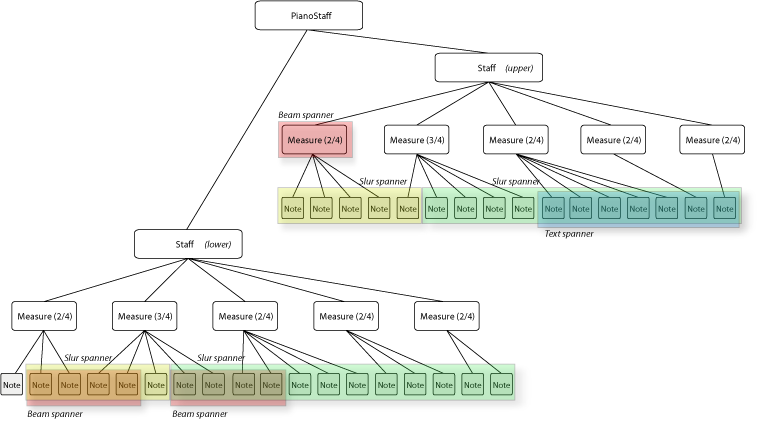 PianoStaff
Staff (upper)
Beam spanner
Measure (2/4) Measure (3/4) Measure (2/4) Measure (2/4) Measure (2/4)
Slur spanner Slur spanner
Note Note Note Note Note Note Note Note Note Note Note Note Note Note Note Note
Text spanner
Staff (lower)
Measure (2/4) Measure (3/4) Measure (2/4) Measure (2/4) Measure (2/4)
Slur spanner Slur spanner
Note Note Note Note Note Note Note Note Note Note Note Note Note Note Note Note Note Note
Beam spanner Beam spanner